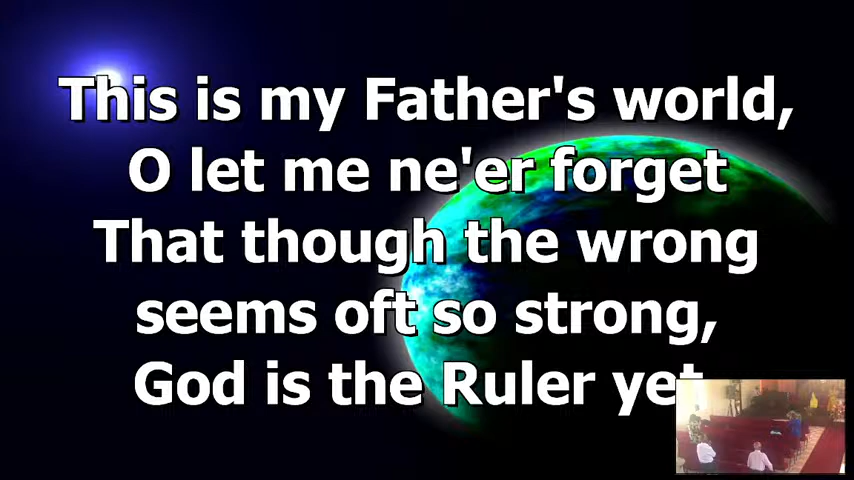 This is my Father's world,
O let me ne'er forget
That though the wrong
seems oft so strong,
God is the Ruler yet